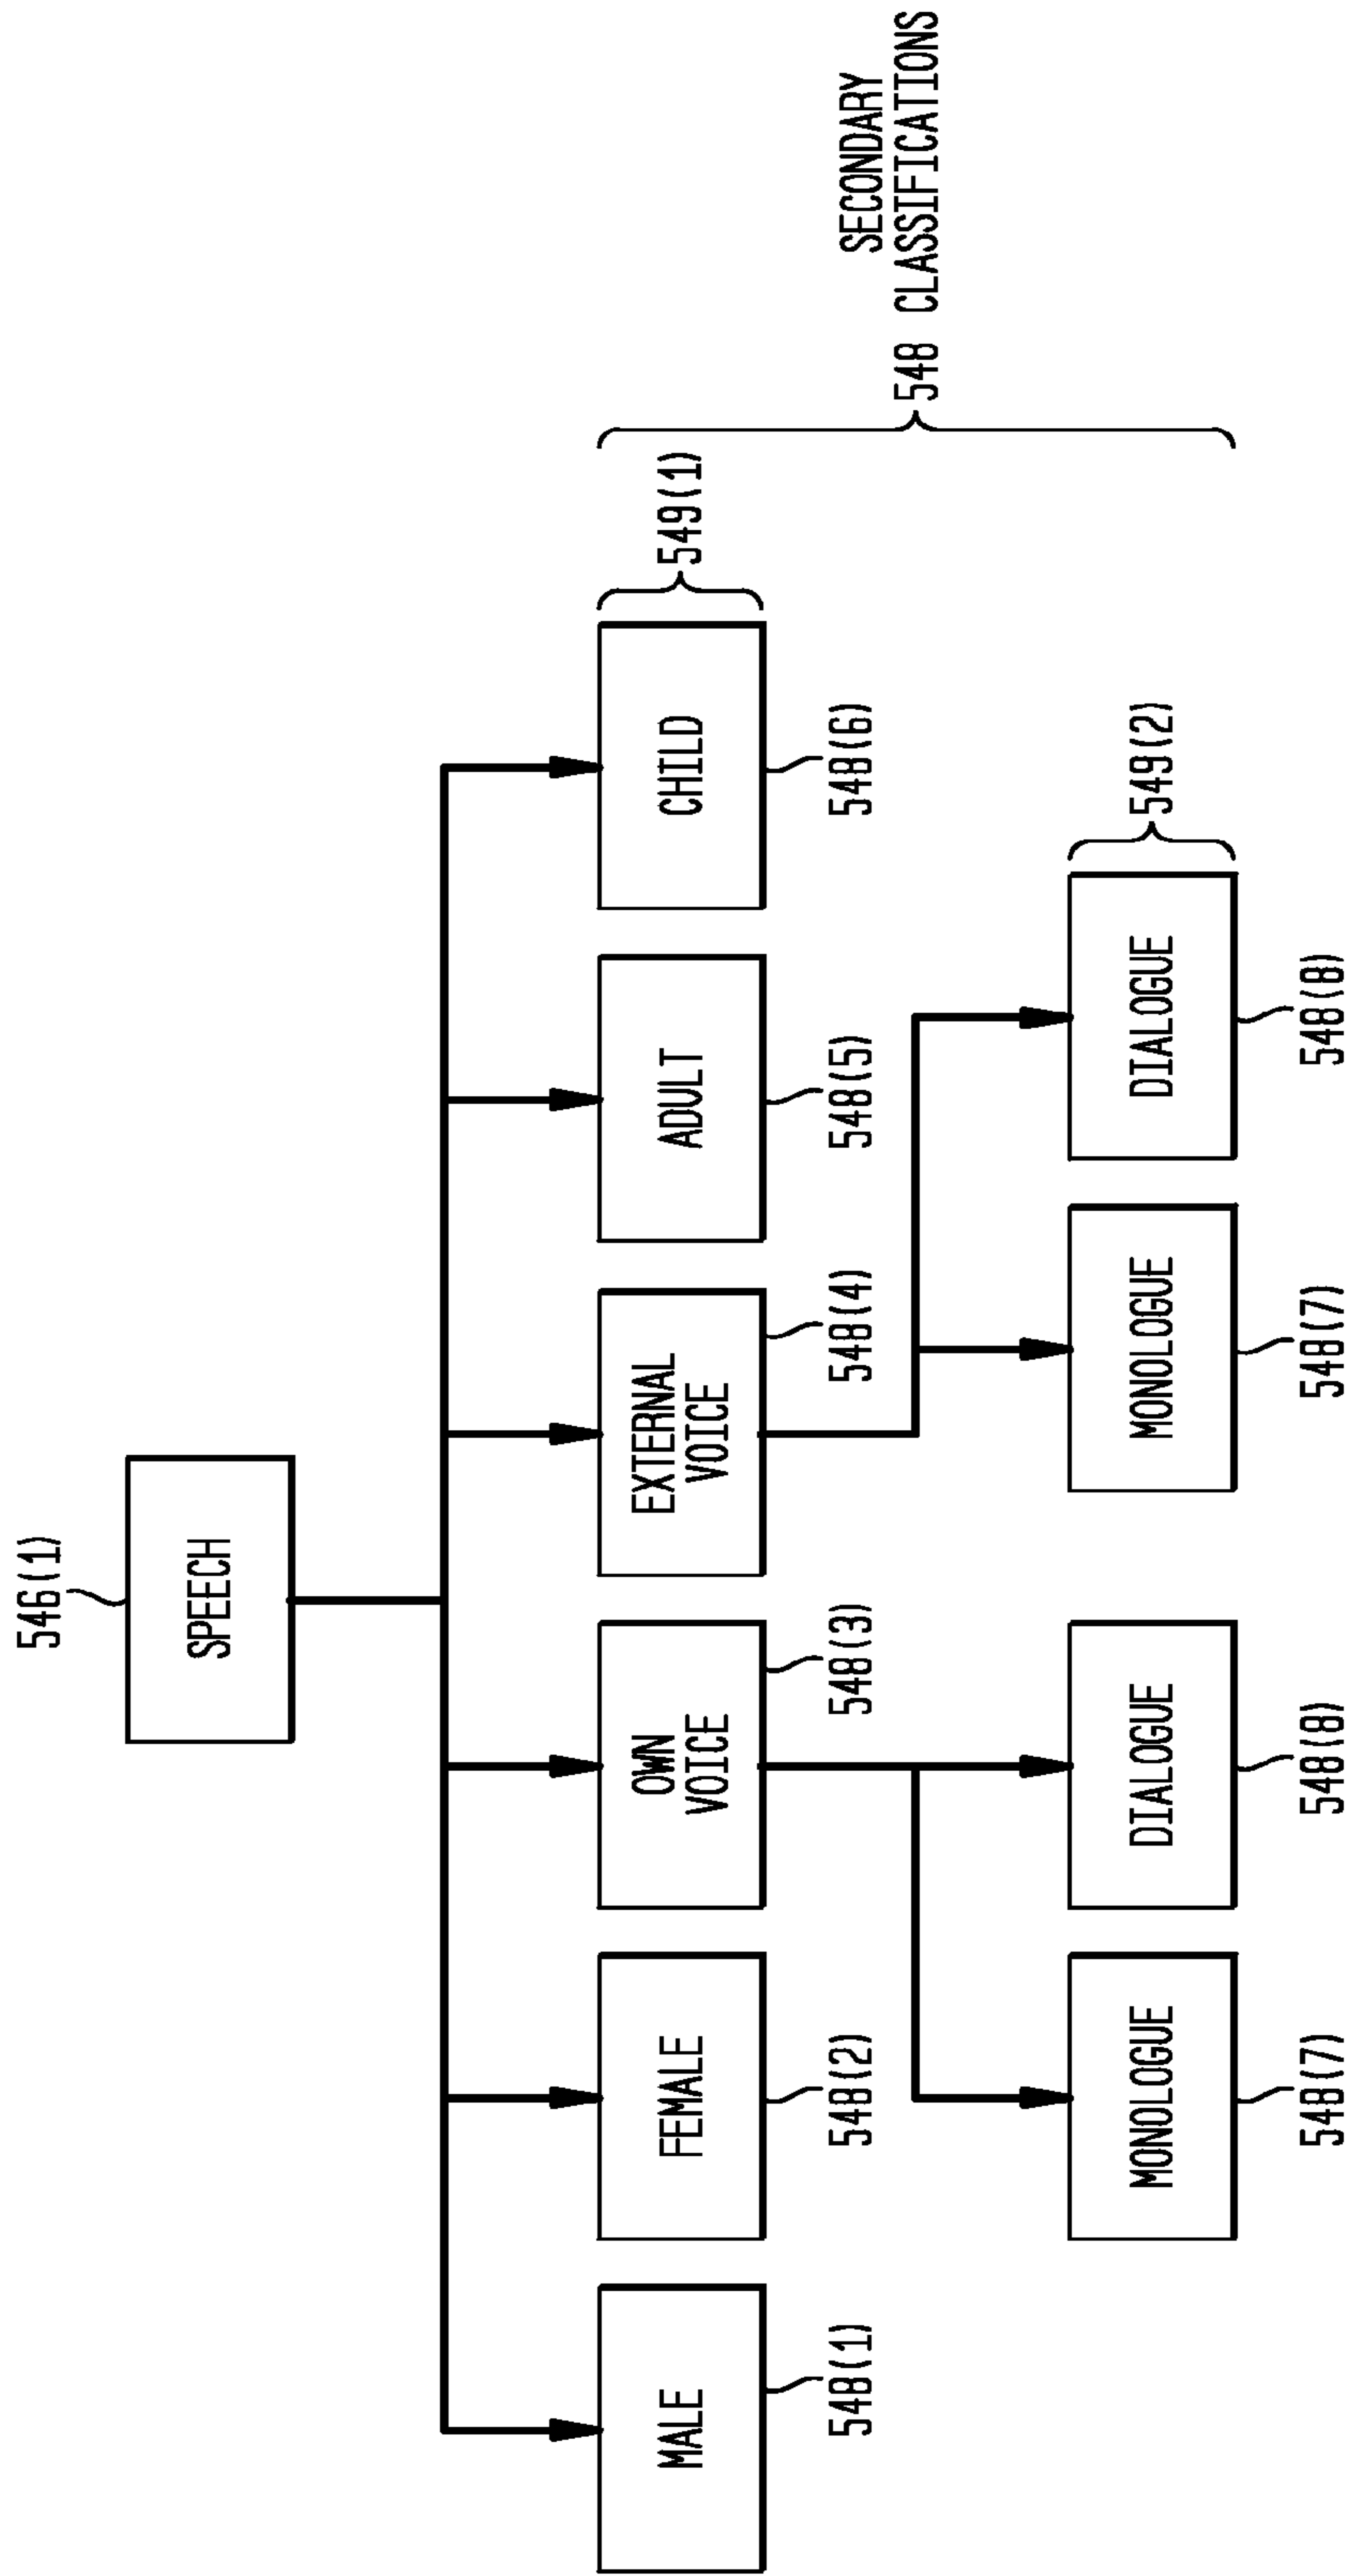 546(1)
SPEECH
MALE
548(1)
FEMALE
548(2)
OWN
VOICE
548(3)
EXTERNAL
VOICE
548(4)
ADULT
548(5)
CHILD
548(6)
549(1)
SECONDARY
548 CLASSIFICATIONS
MONOLOGUE
548(7)
DIALOGUE
548(8)
MONOLOGUE
548(7)
DIALOGUE
548(8)
549(2)